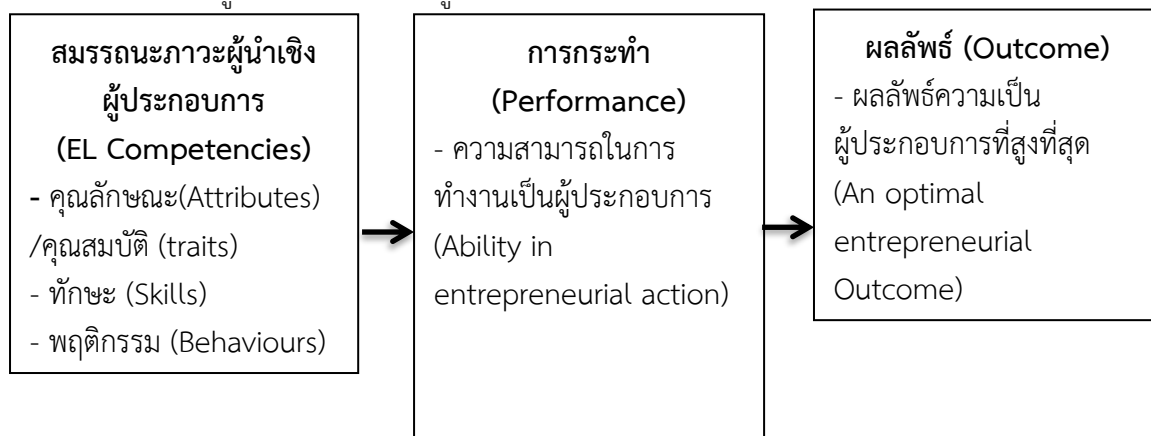 สมรรถนะภาวะผู้นำเชิง
ผู้ประกอบการ
(EL Competencies)
- คุณลักษณะ(Attributes)
/คุณสมบัติ (traits)
- ทักษะ (Skills)
- พฤติกรรม (Behaviours)
การกระทำ
(Performance)
- ความสามารถในการ
ทำงานเป็นผู้ประกอบการ
(Ability in
entrepreneurial action)
ผลลัพธ์ (Outcome)
- ผลลัพธ์ความเป็น
ผู้ประกอบการที่สูงที่สุด
(An optimal
entrepreneurial
Outcome)